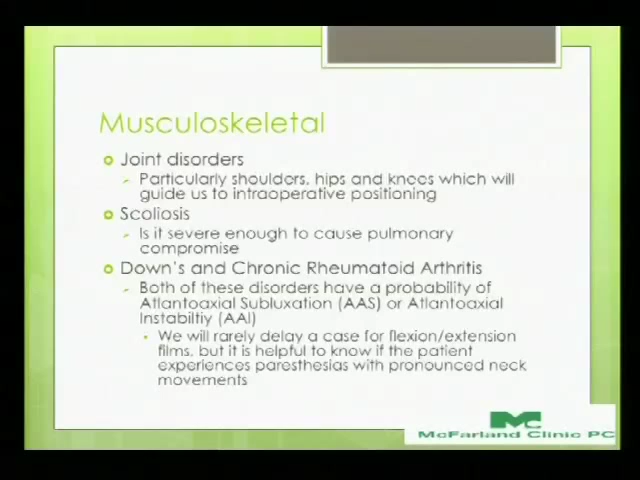 Musculoskeletal
Joint disorders
Particularly shoulders, hips and knees which will
guide us to intraoperative positioning
Scoliosis
Is it severe enough to cause pulmonary
compromise
Down's and Chronic Rheumatoid Arthritis
Both of these disorders have a probability of
Atlantoaxial Subluxation (AAS) or Atlantoaxial
Instabiltiy (AAI)
We will rarely delay a case for flexion/extension
films, but it is helpful to know if the patient
experiences paresthesias with pronounced neck
movements
MC
McFarland Clinic PC